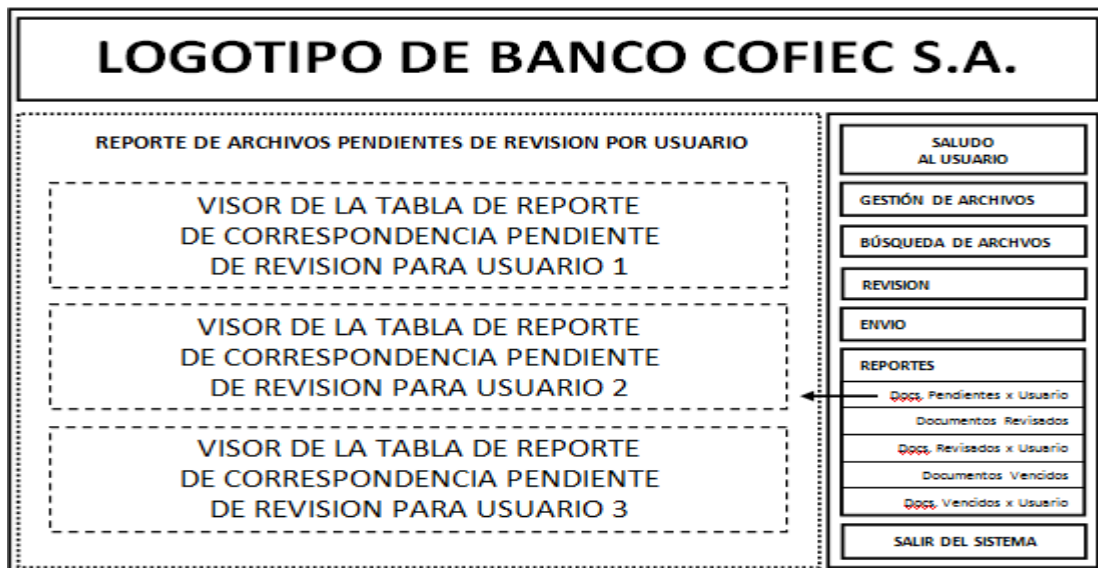 LOGOTIPO DE BANCO COFIEC S.A.
REPORTE DE ARCHIVOS PENDIENTES DE REVISION POR USUARIO
VISOR DE LA TABLA DE REPORTE
DE CORRESPONDENCIA PENDIENTE
DE REVISION PARA USUARIO 1
VISOR DE LA TABLA DE REPORTE
DE CORRESPONDENCIA PENDIENTE
DE REVISION PARA USUARIO 2
VISOR DE LA TABLA DE REPORTE
DE CORRESPONDENCIA PENDIENTE
DE REVISION PARA USUARIO 3
SALUDO
AL USUARIO
GESTIÓN DE ARCHIVOS
BÚSQUEDA DE ARCHVOS
REVISION
ENVIO
REPORTES
Docs. Pendientes x Usuario
Documentos Revisados
Docs. Revisados x Usuario
Documentos Vencidos
Docs. Vencidos x Usuario
SALIR DEL SISTEMA